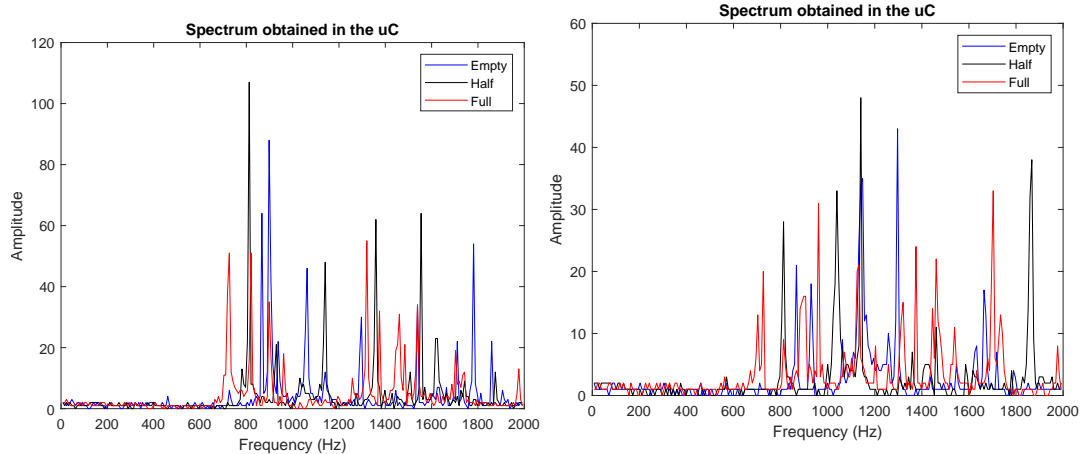 Spectrum obtained in the uC
120
100
80
60
40
20
0
Amplitude
Empty
Half
Full
0 200 400 600 800 1000 1200 1400 1600 1800 2000
Frequency (Hz)
Spectrum obtained in the uC
60
50
40
30
20
10
0
Amplitude
Empty
Half
Full
0 200 400 600 800 1000 1200 1400 1600 1800 2000
Frequency (Hz)